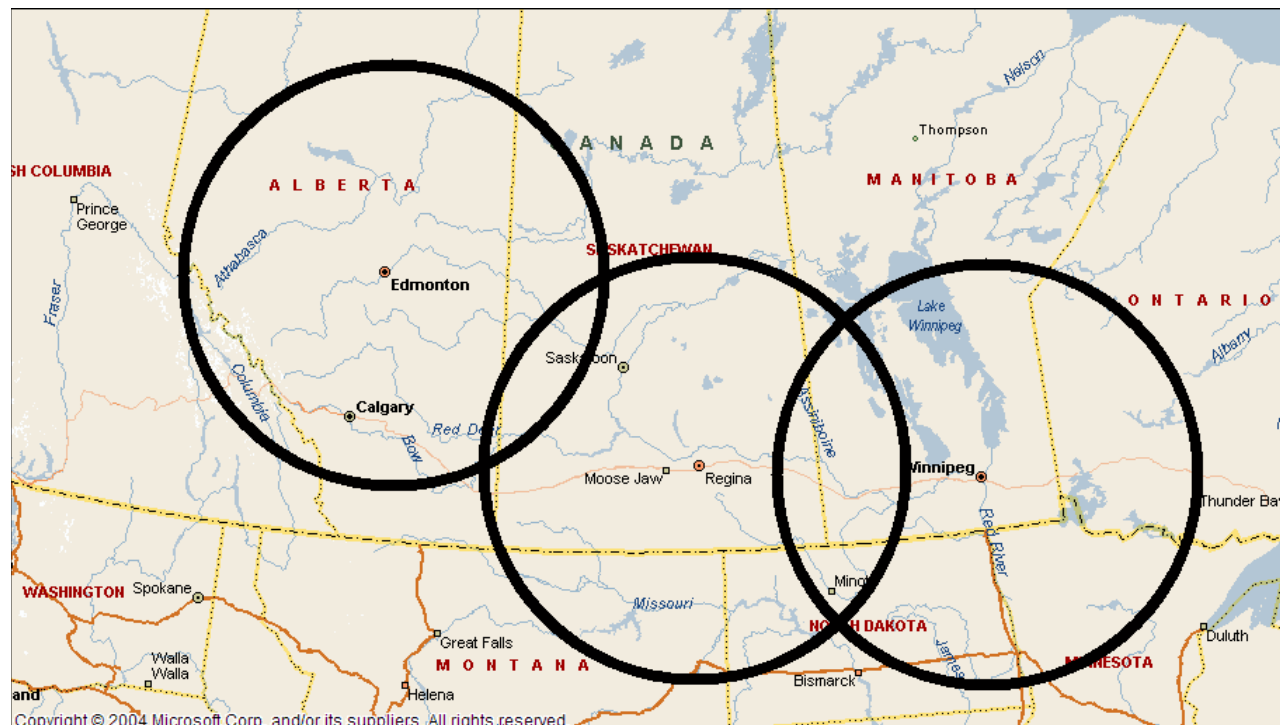 Nelson
Thompson
C A N A D A
SH COLUMBIA
A L B E R T A
M A N I T O B A
Prince
George
Athabasca
SASKATCHEWAN
Edmonton
Fraser
Lake
Winnipeg
O N T A R I O
Albany
Saskatoon
Columbia
Calgary
Assiniboine
Red Deer
Bow
Moose Jaw
Regina
Winnipeg
Thunder Bay
Red River
WASHINGTON
Spokane
Missouri
Minot
NORTH DAKOTA
Great Falls
James
Duluth
M O N T A N A
MINNESOTA
Walla
Walla
Bismarck
Helena
and
Copyright © 2004 Microsoft Corp. and/or its suppliers. All rights reserved.